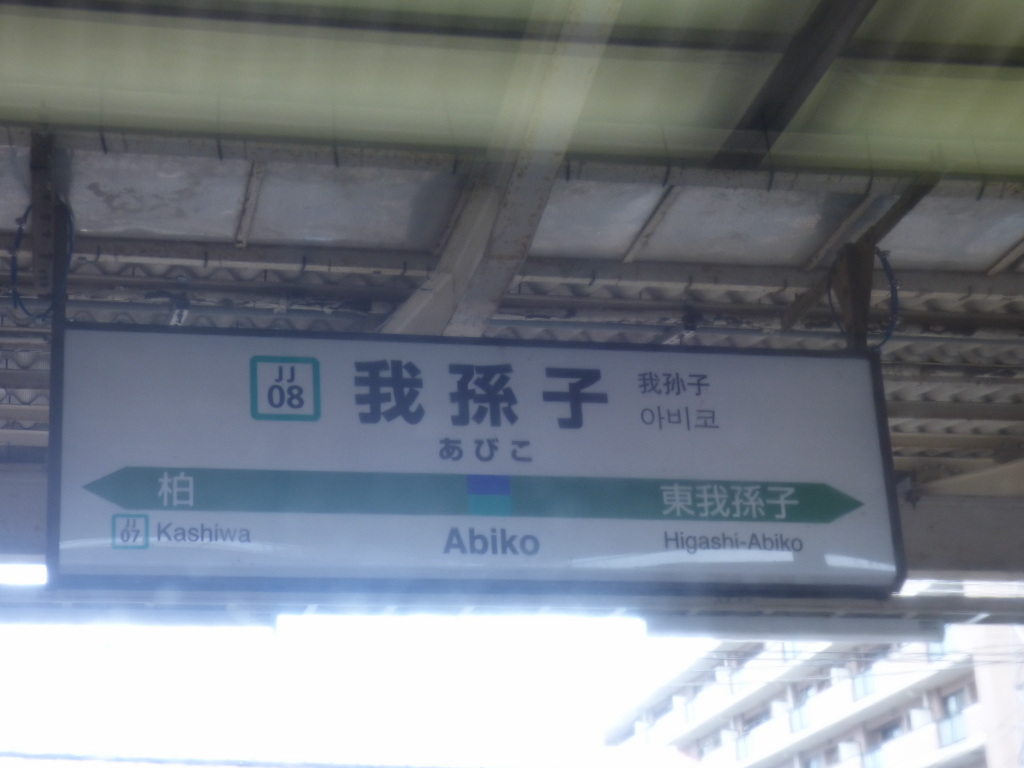 JJ
08
我孫子
我孙子
아비코
あびこ
柏
東我孫子
JJ
07
Kashiwa
Abiko
Higashi-Abiko